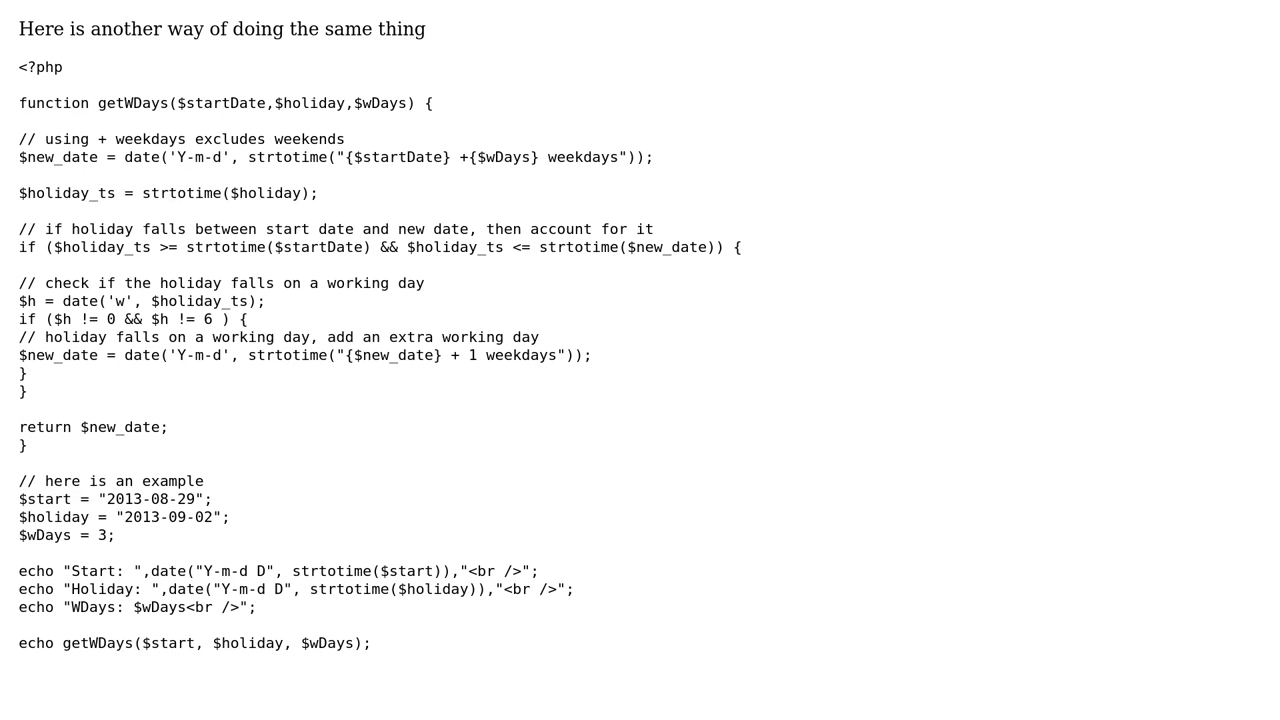 Here is another way of doing the same thing
<?php
function getWDays($startDate,$holiday,$wDays) {
// using + weekdays excludes weekends
$new_date = date('Y-m-d', strtotime("{$startDate} +{$wDays} weekdays"));
$holiday_ts = strtotime($holiday);
// if holiday falls between start date and new date, then account for it
if ($holiday_ts >= strtotime($startDate) && $holiday_ts <= strtotime($new_date)) {
// check if the holiday falls on a working day
$h = date('w', $holiday_ts);
if ($h != 0 && $h != 6 ) {
// holiday falls on a working day, add an extra working day
$new_date = date('Y-m-d', strtotime("{$new_date} + 1 weekdays"));
}
}
return $new_date;
}
// here is an example
$start = "2013-08-29";
$holiday = "2013-09-02";
$wDays = 3;
echo "Start: ",date("Y-m-d D", strtotime($start)),"<br />";
echo "Holiday: ",date("Y-m-d D", strtotime($holiday)),"<br />";
echo "WDays: $wDays<br />";
echo getWDays($start, $holiday, $wDays);